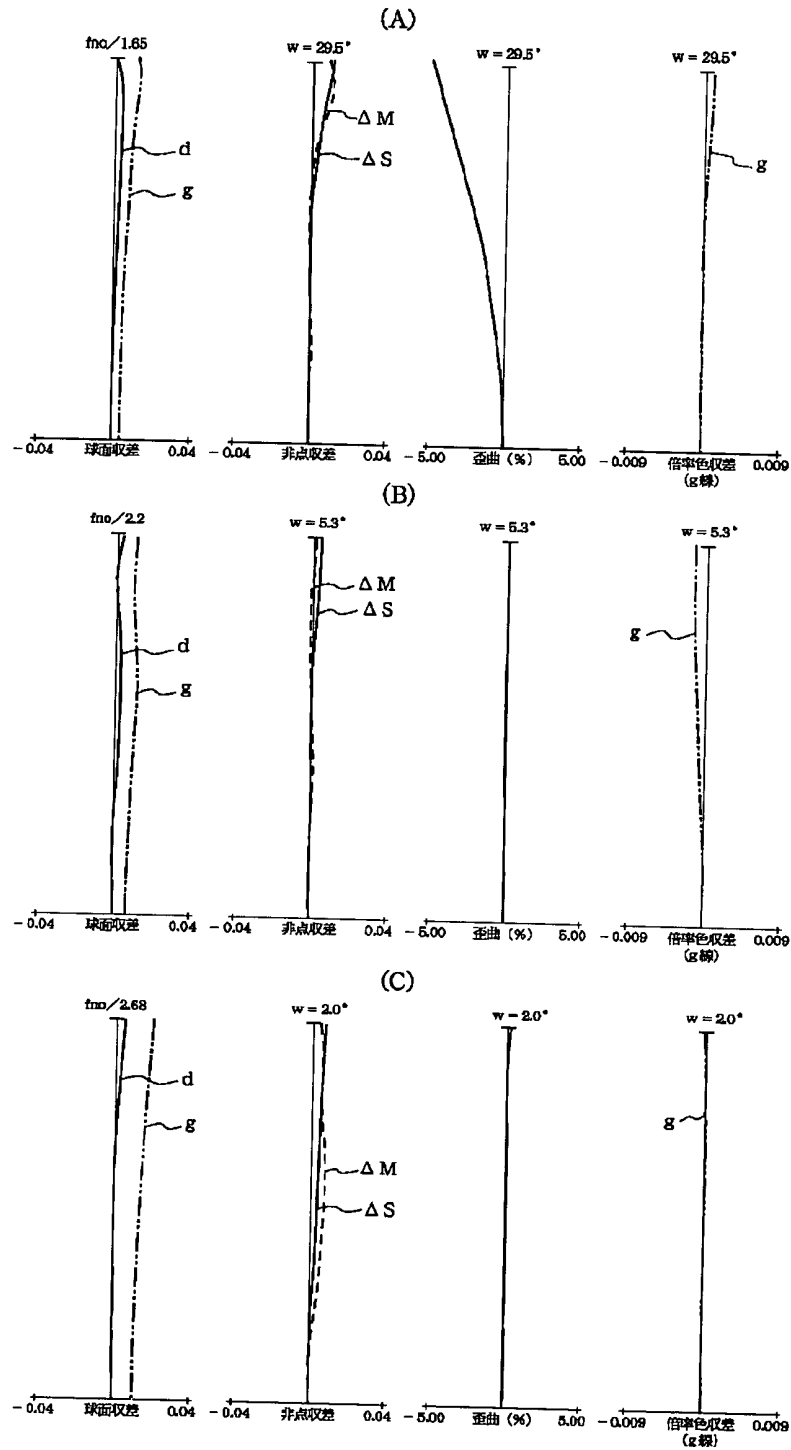 (A)
fno/1.65
w = 29.5°
w = 29.5°
w = 29.5°
d
g
ΔM
ΔS
g
-0.04 球面収差 0.04
-0.04 非点収差 0.04
-5.00 歪曲 (%) 5.00
-0.009 倍率色収差 0.009
(g線)
(B)
fno/2.2
w = 5.3°
w = 5.3°
w = 5.3°
d
g
ΔM
ΔS
g
-0.04 球面収差 0.04
-0.04 非点収差 0.04
-5.00 歪曲 (%) 5.00
-0.009 倍率色収差 0.009
(g線)
(C)
fno/2.68
w = 2.0°
w = 2.0°
w = 2.0°
d
g
ΔM
ΔS
g
-0.04 球面収差 0.04
-0.04 非点収差 0.04
-5.00 歪曲 (%) 5.00
-0.009 倍率色収差 0.009
(g線)